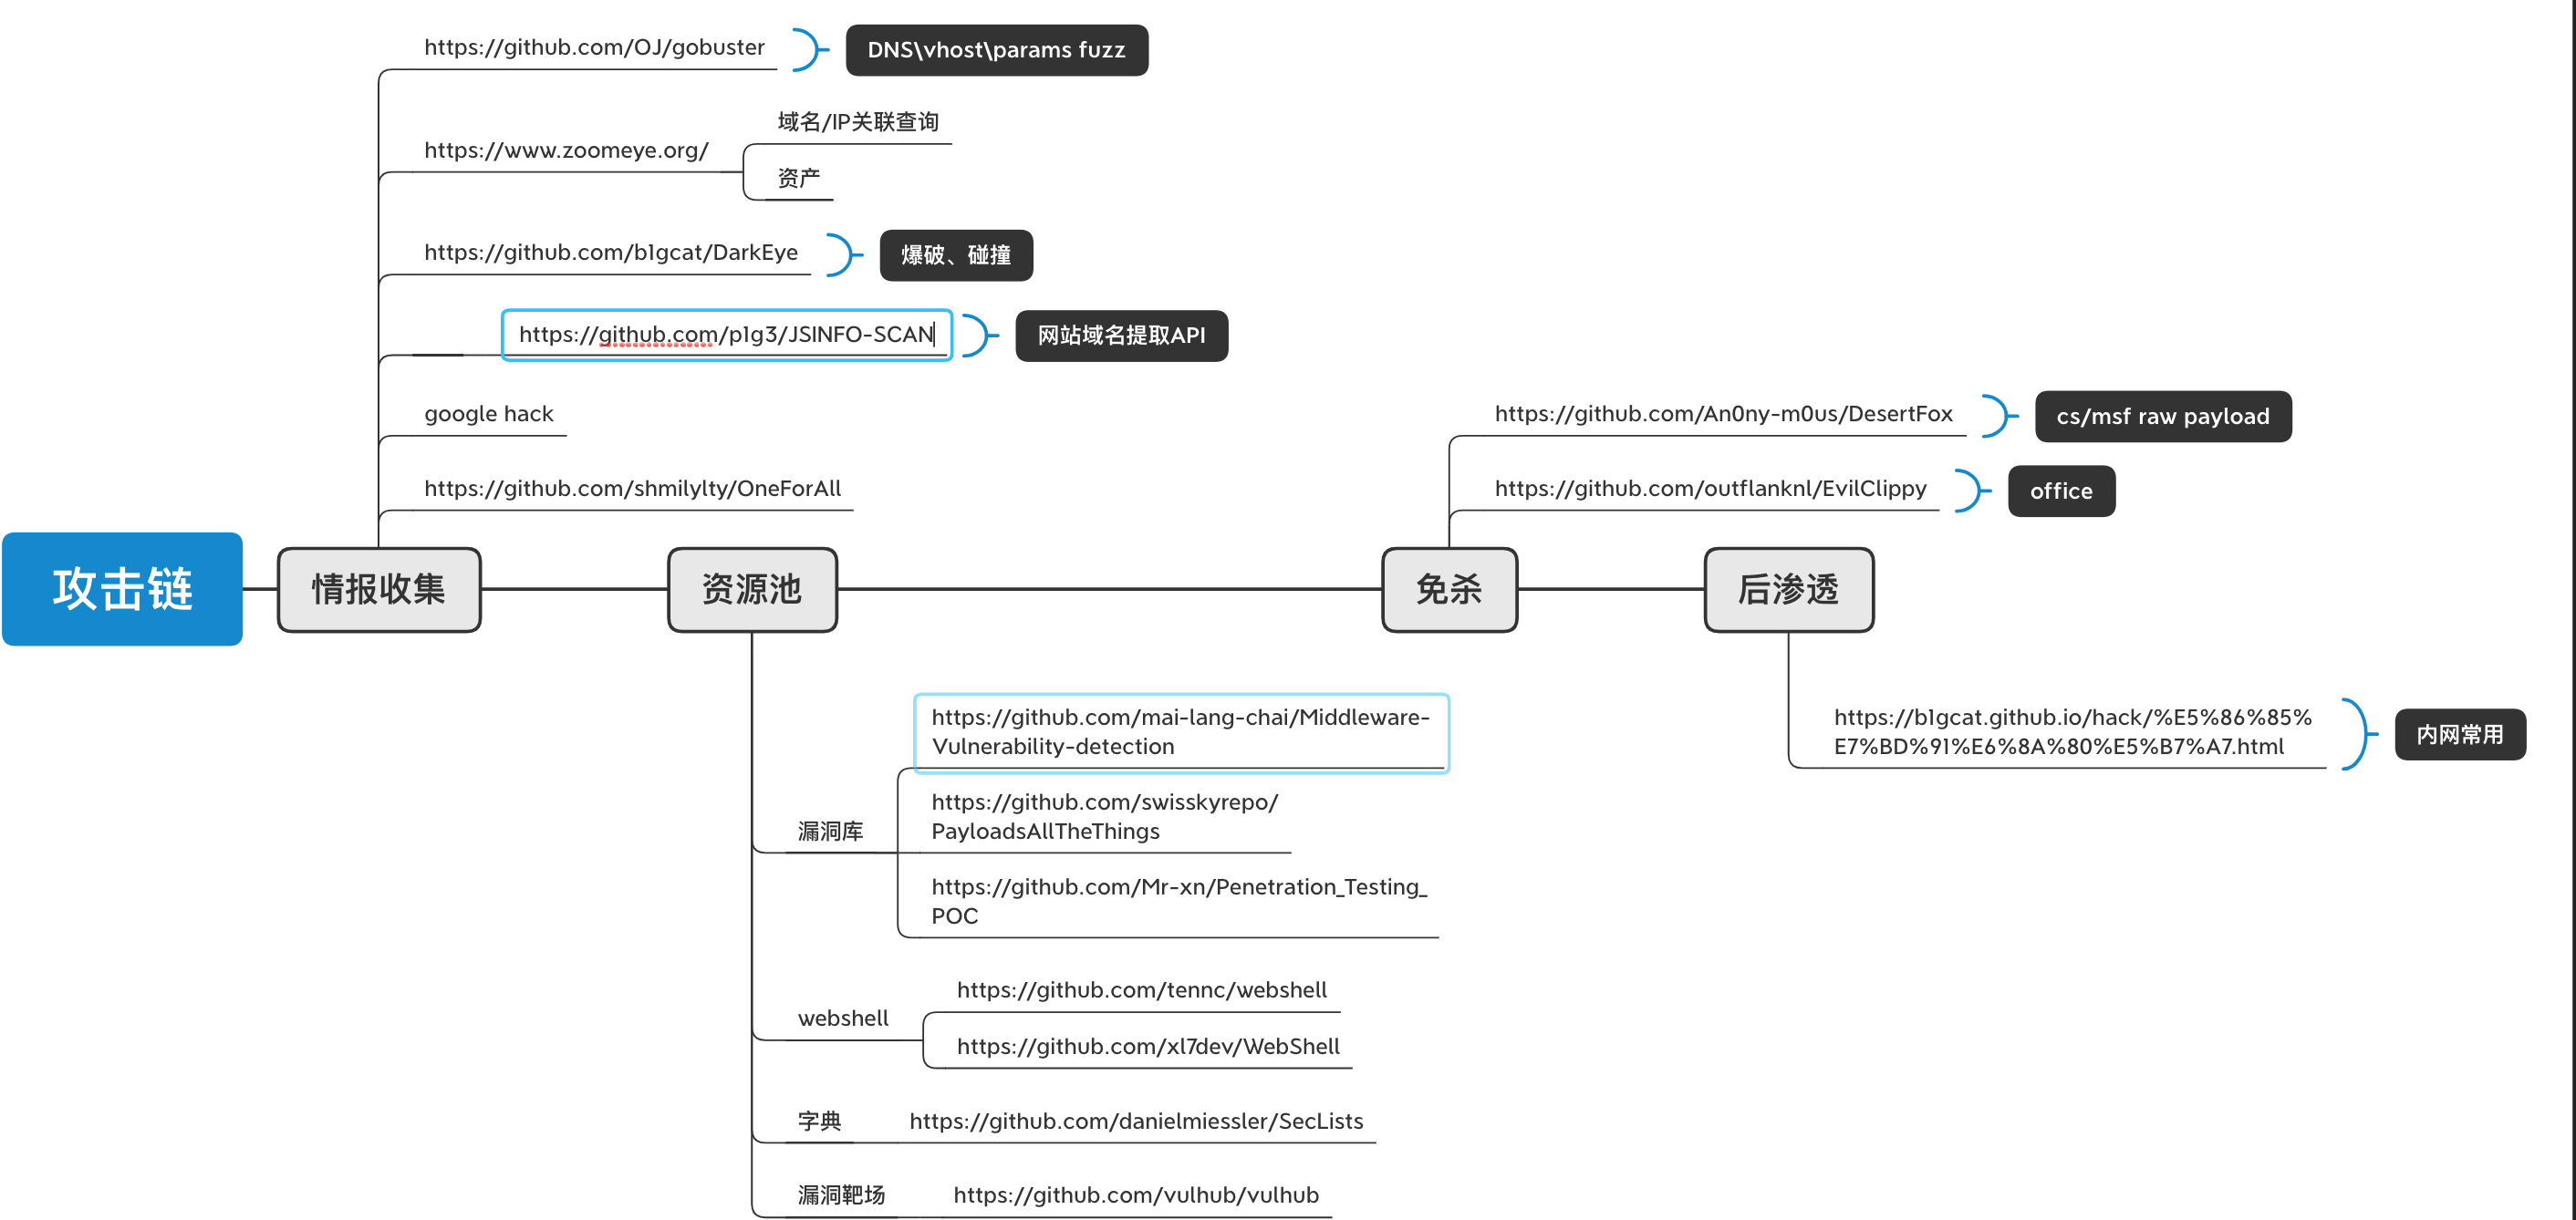 https://github.com/OJ/gobuster
DNS\vhost\params fuzz
https://www.zoomeye.org/
域名/IP关联查询
资产
https://github.com/b1gcat/DarkEye
爆破、碰撞
https://github.com/p1g3/JSINFO-SCAN
网站域名提取API
google hack
https://github.com/shmilylty/OneForAll
https://github.com/An0ny-m0us/DesertFox
cs/msf raw payload
https://github.com/outflanknl/EvilClippy
office
攻击链
情报收集
资源池
免杀
后渗透
漏洞库
https://github.com/mai-lang-chai/Middleware-
Vulnerability-detection
https://github.com/swisskyrepo/
PayloadsAllTheThings
https://github.com/Mr-xn/Penetration_Testing_
POC
webshell
https://github.com/tennc/webshell
https://github.com/xl7dev/WebShell
字典
https://github.com/danielmiessler/SecLists
漏洞靶场
https://github.com/vulhub/vulhub
https://b1gcat.github.io/hack/%E5%86%85%
E7%BD%91%E6%8A%80%E5%B7%A7.html
内网常用